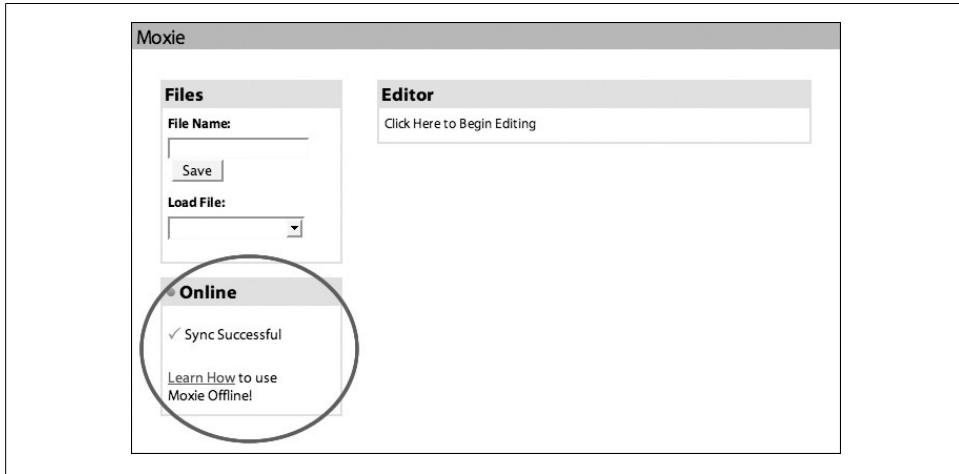 Moxie
Files
File Name:
Save
Load File:
Online
Sync Successful
Learn How to use
Moxie Offline!
Editor
Click Here to Begin Editing